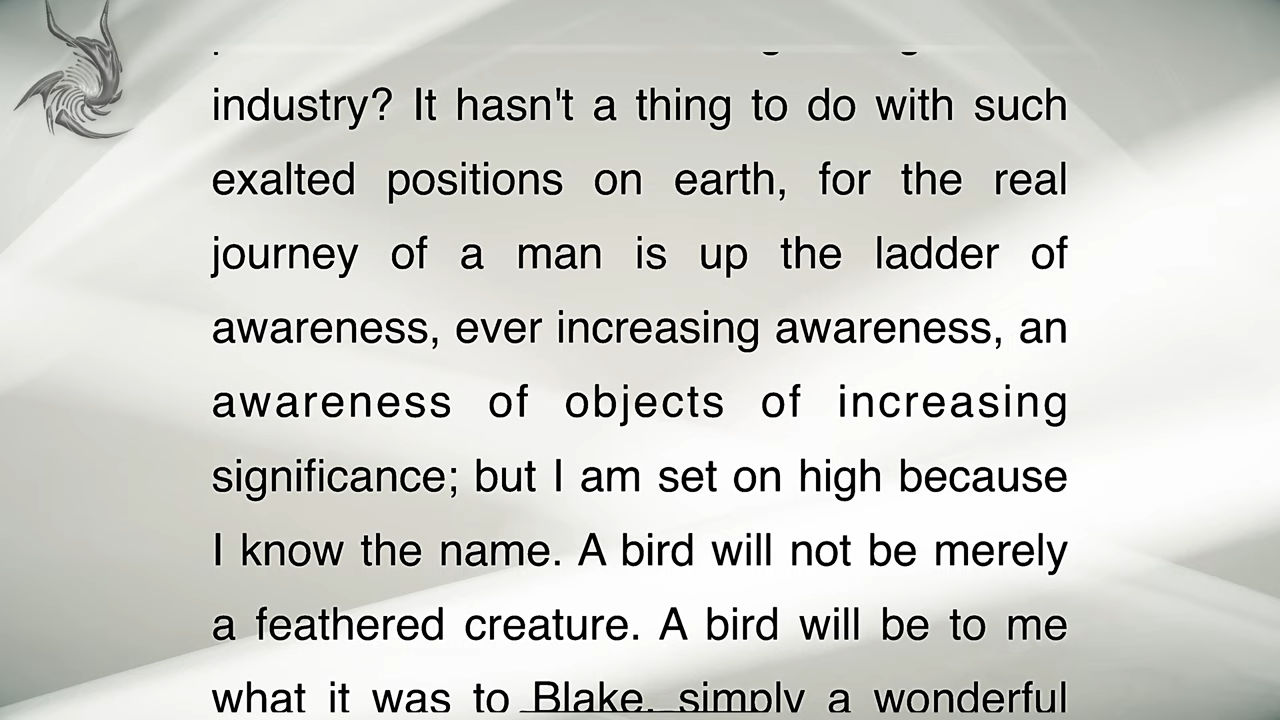 industry? It hasn't a thing to do with such
exalted positions on earth, for the real
journey of a man is up the ladder of
awareness, ever increasing awareness, an
awareness of objects of increasing
significance; but I am set on high because
I know the name. A bird will not be merely
a feathered creature. A bird will be to me
what it was to Blake, simply a wonderful